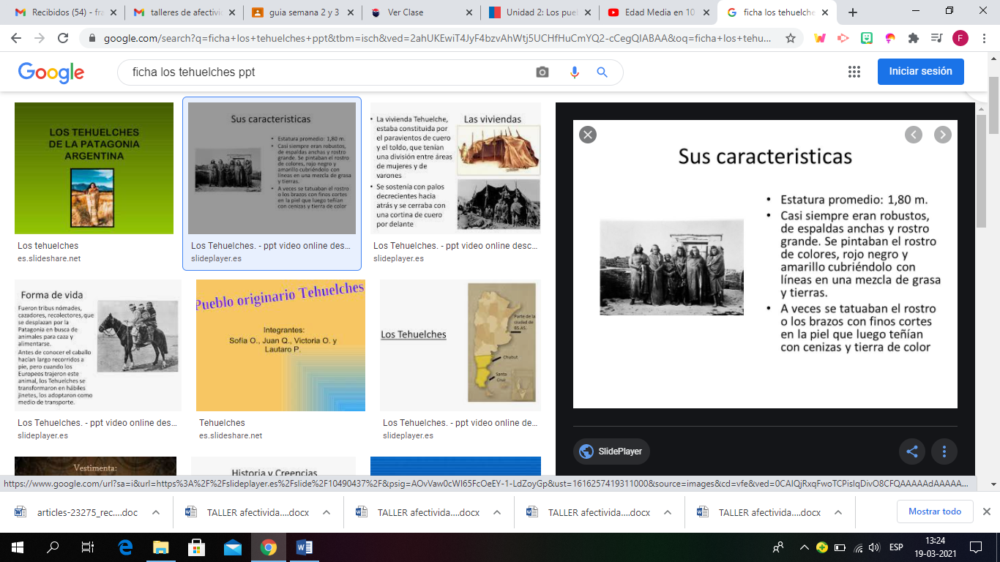 Recibidos (54) - fra
talleres de afectivid
guia semana 2 y 3
Ver Clase
Unidad 2: Los puel
Edad Media en 10
ficha los tehuelche
google.com/search?q=ficha+los+tehuelches+ppt&tbm=isch&ved=2ahUKEwiT4JyF4bzvAhWtj5UCHfHuCmYQ2-cCegQIABAA&oq=ficha+los+tehu...
F
Google
ficha los tehuelches ppt
Iniciar sesión
LOS TEHUELCHES
DE LA PATAGONIA
ARGENTINA
Los tehuelches
es.slideshare.net
Sus caracteristicas
• Estatura promedio: 1,80 m.
• Casi siempre eran robustos,
de espaldas anchas y rostro
grande. Se pintaban el rostro
de colores, rojo negro y
amarillo cubriéndolo con
líneas en una mezcla de grasa
y tierras.
• A veces se tatuaban el rostro
o los brazos con finos cortes
en la piel que luego teñían
con cenizas y tierra de color
Los Tehuelches. - ppt video online des...
slideplayer.es
• La vivienda Tehuelche,
estaba constituida por
el paravientos de cuero
y el toldo, que tenían
una división entre áreas
de mujeres y de
varones
• Se sostenía con palos
decrecientes hacia
atrás y se cerraba con
una cortina de cuero
por delante
Las viviendas
Los Tehuelches. - ppt video online desc...
slideplayer.es
Forma de vida
Fueron tribus nómades,
cazadores, recolectores, que
se desplazan por la
Patagonia en busca de
animales para caza y
alimentarse.
Antes de conocer el caballo
hacían largo recorridos a
pie, pero cuando los
Europeos trajeron este
animal, los Tehuelches se
transformaron en hábiles
jinetes, los adoptaron como
medio de transporte.
Los Tehuelches. - ppt video online des...
slideplayer.es
Pueblo originario Tehuelches
Integrantes:
Sofía O., Juan Q., Victoria O. y
Lautaro P.
Tehuelches
es.slideshare.net
Los Tehuelches
Parte de la
ciudad de
BS.AS.
Chubut
Santa
Cruz
Los Tehuelches. - ppt video online de...
slideplayer.es
Vestimenta:
Historia y Creencias
Sus caracteristicas
• Estatura promedio: 1,80 m.
• Casi siempre eran robustos,
de espaldas anchas y rostro
grande. Se pintaban el rostro
de colores, rojo negro y
amarillo cubriéndolo con
líneas en una mezcla de grasa
y tierras.
• A veces se tatuaban el rostro
o los brazos con finos cortes
en la piel que luego teñían
con cenizas y tierra de color
SlidePlayer
https://www.google.com/url?sa=i&url=https%3A%2F%2Fslideplayer.es%2Fslide%2F10490437%2F&psig=AOvVaw0cWl65FcOeEY-1-LdZoyGp&ust=1616257419311000&source=images&cd=vfe&ved=0CAIQjRxqFwoTCPislqDivO8CFQAAAAAdAAAAA...
articles-23275_rec....doc
TALLER afectivida....docx
TALLER afectivida....docx
TALLER afectivida....docx
TALLER afectivida....docx
Mostrar todo
ESP
13:24
19-03-2021